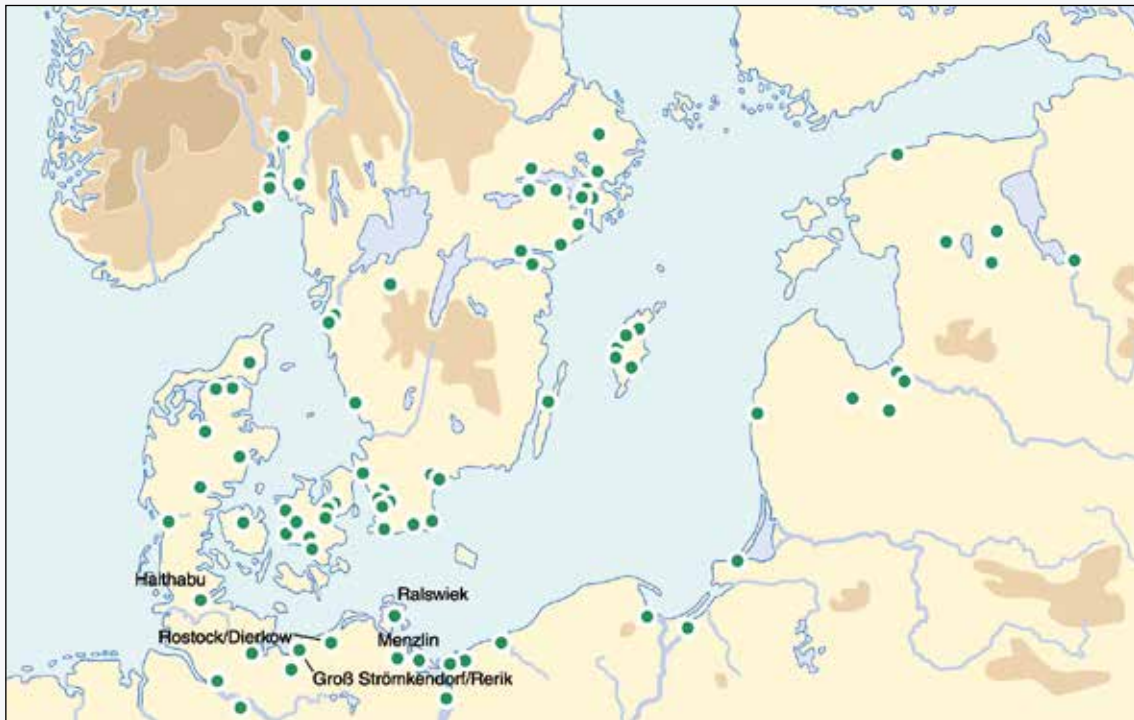 Haithabu
Ralswiek
Rostock/Dierkow
Menzlin
Groß Strömkendorf/Rerik